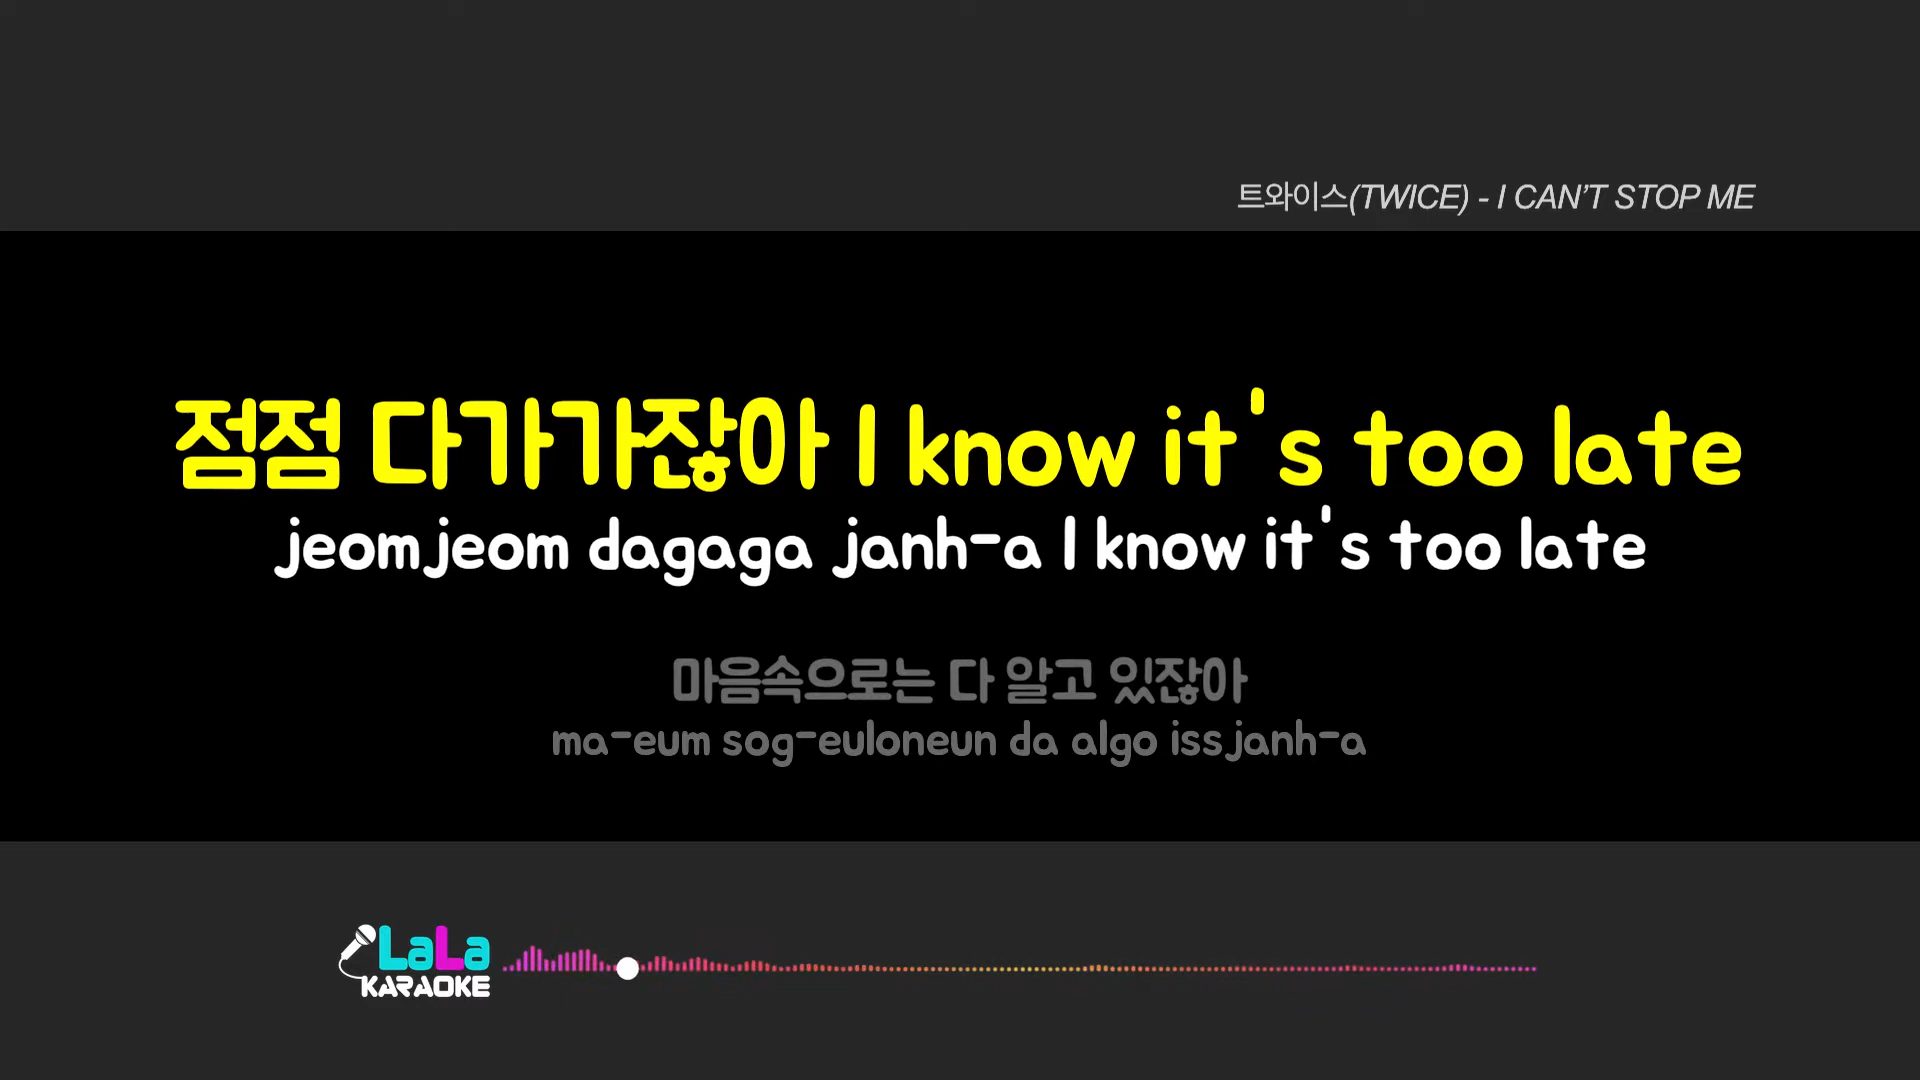 트와이스(TWICE) - I CAN'T STOP ME
점점 다가가잖아 I know it's too late
jeomjeom dagaga janh-a I know it's too late
마음속으로는 다 알고 있잖아
ma-eum sog-euloneun da algo issjanh-a
LaLa
KARAOKE